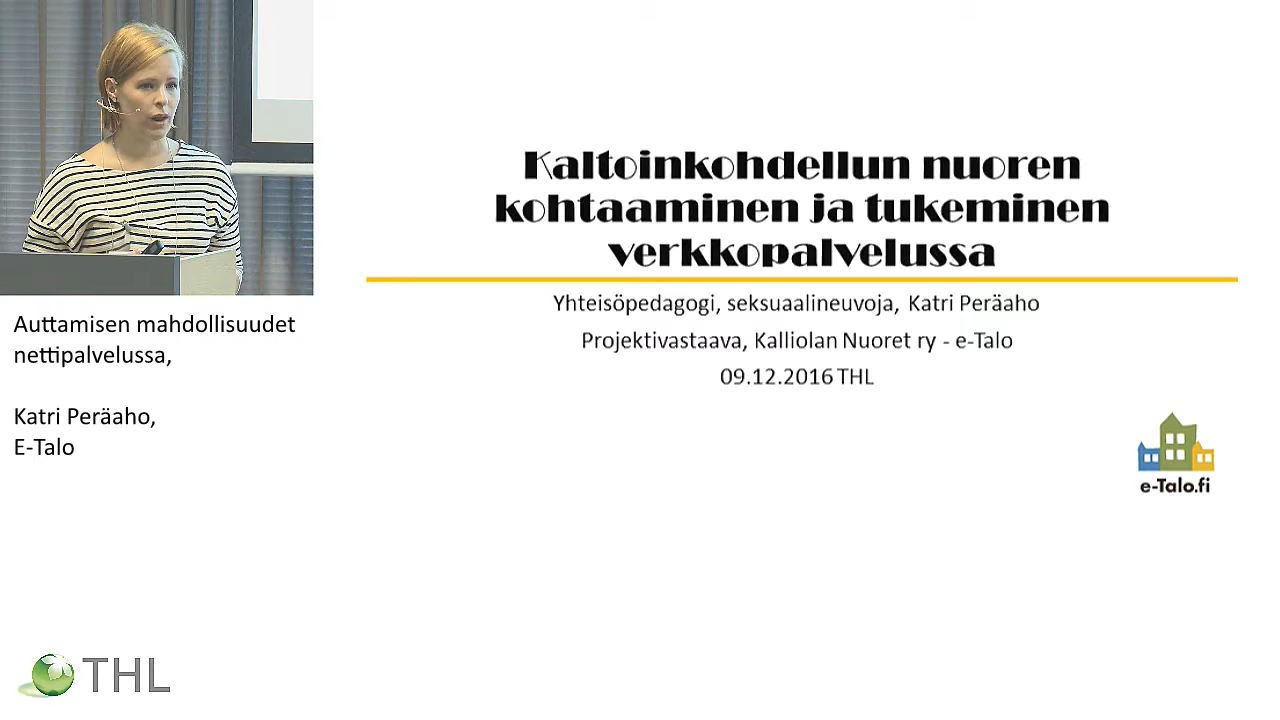 Kaltoinkohdellun nuoren
kohtaaminen ja tukeminen
verkkopalvelussa
Yhteisöpedagogi, seksuaalineuvoja, Katri Peräaho
Projektivastaava, Kalliolan Nuoret ry - e-Talo
09.12.2016 THL
e-Talo.fi
Auttamisen mahdollisuudet
nettipalvelussa,
Katri Peräaho,
E-Talo
THL